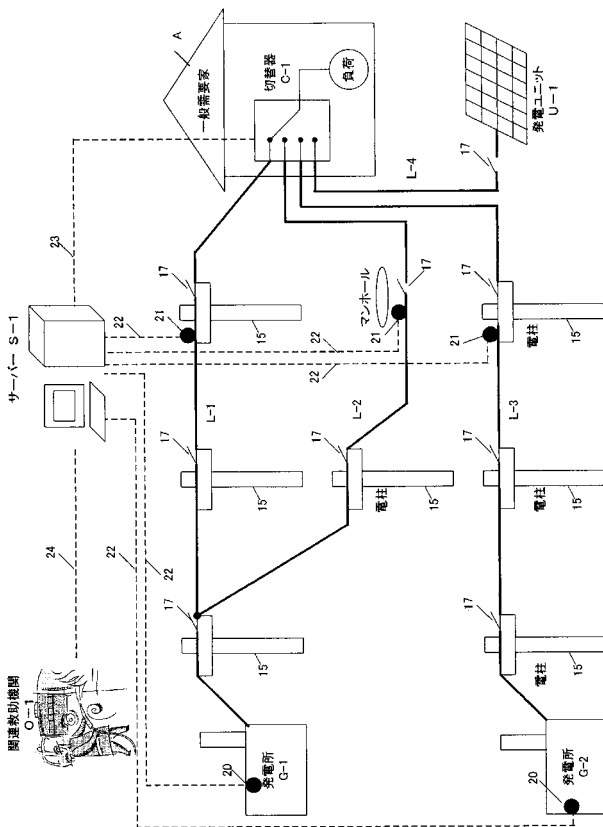 サーバー S-1
関連救助機関
O-1
24
22
22
22
22
22
23
A
一般需要家
切替器
C-1
負荷
17
17
17
21
L-1
15
15
15
マンホール
17
17
21
L-2
15
電柱
L-4
17
発電ユニット
U-1
17
17
17
21
L-3
15
電柱
15
電柱
15
電柱
20
発電所
G-1
20
発電所
G-2